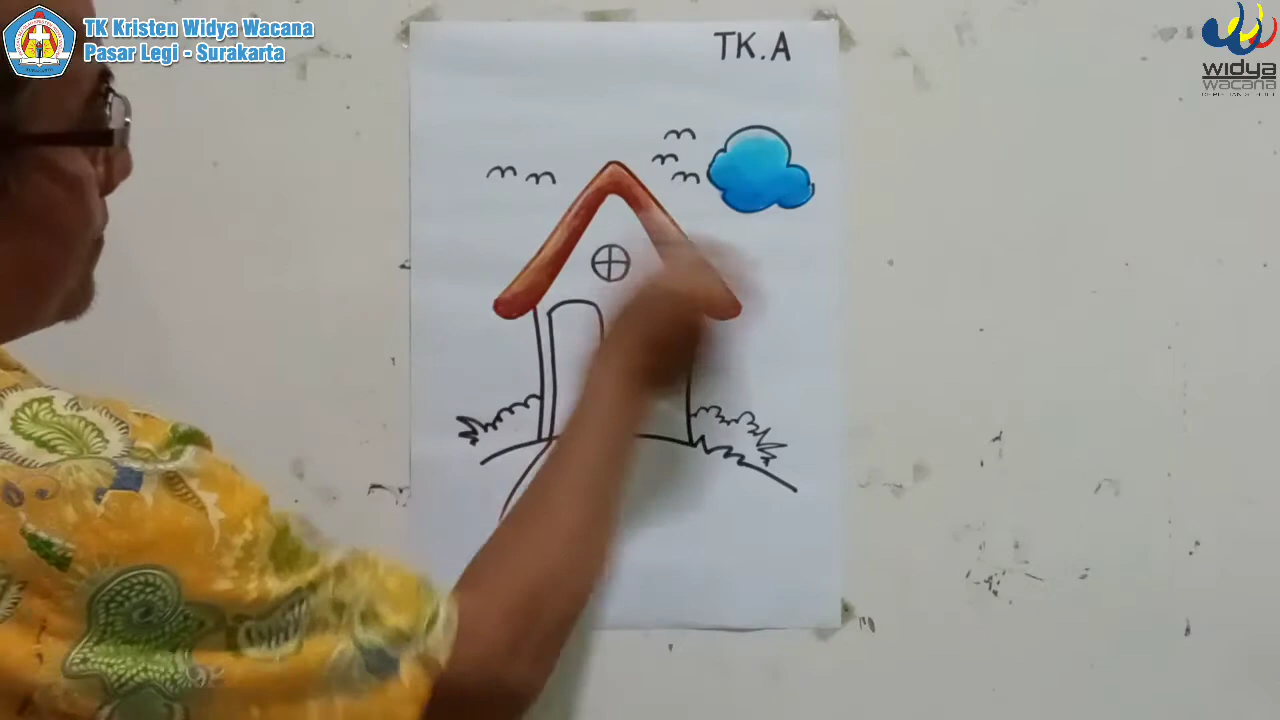 TK Kristen Widya Wacana
Pasar Legi - Surakarta
TK.A
widya
wacana